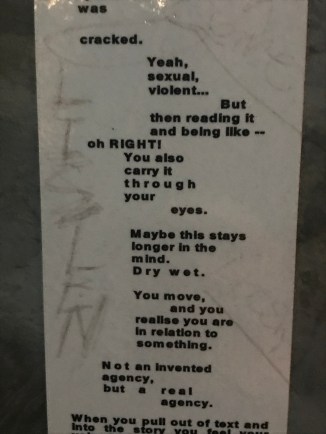 was
cracked.
Yeah,
sexual,
violent...
But
then reading it
and being like --
oh RIGHT!
You also
carry it
through
your
eyes.
Maybe this stays
longer in the
mind.
Dry wet.
You move,
and you
realise you are
in relation to
something.
Not an invented
agency,
but a real
agency.
When you pull out of text and
into the story you feel